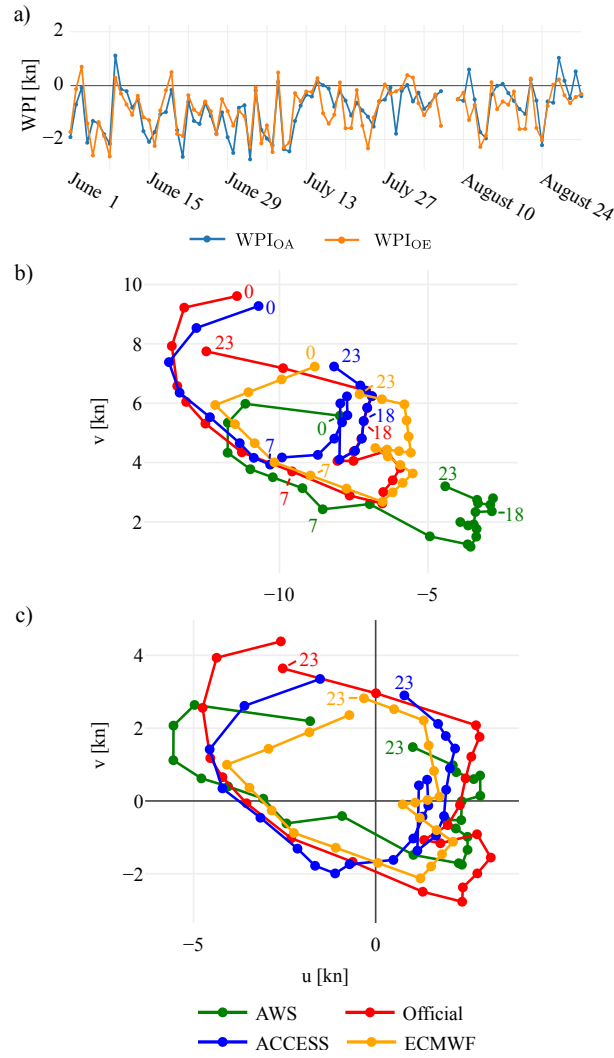 a)
2
0
−2
WPI [kn]
June 1
June 15
June 29
July 13
July 27
August 10
August 24
WPI_OA WPI_OE
b)
10
8
6
4
2
v [kn]
0
0
23
0
23
23
0
18
18
7
7
7
7
18
−10 −5
c)
4
2
0
−2
v [kn]
23
23
23
23
−5 0
u [kn]
AWS Official
ACCESS ECMWF